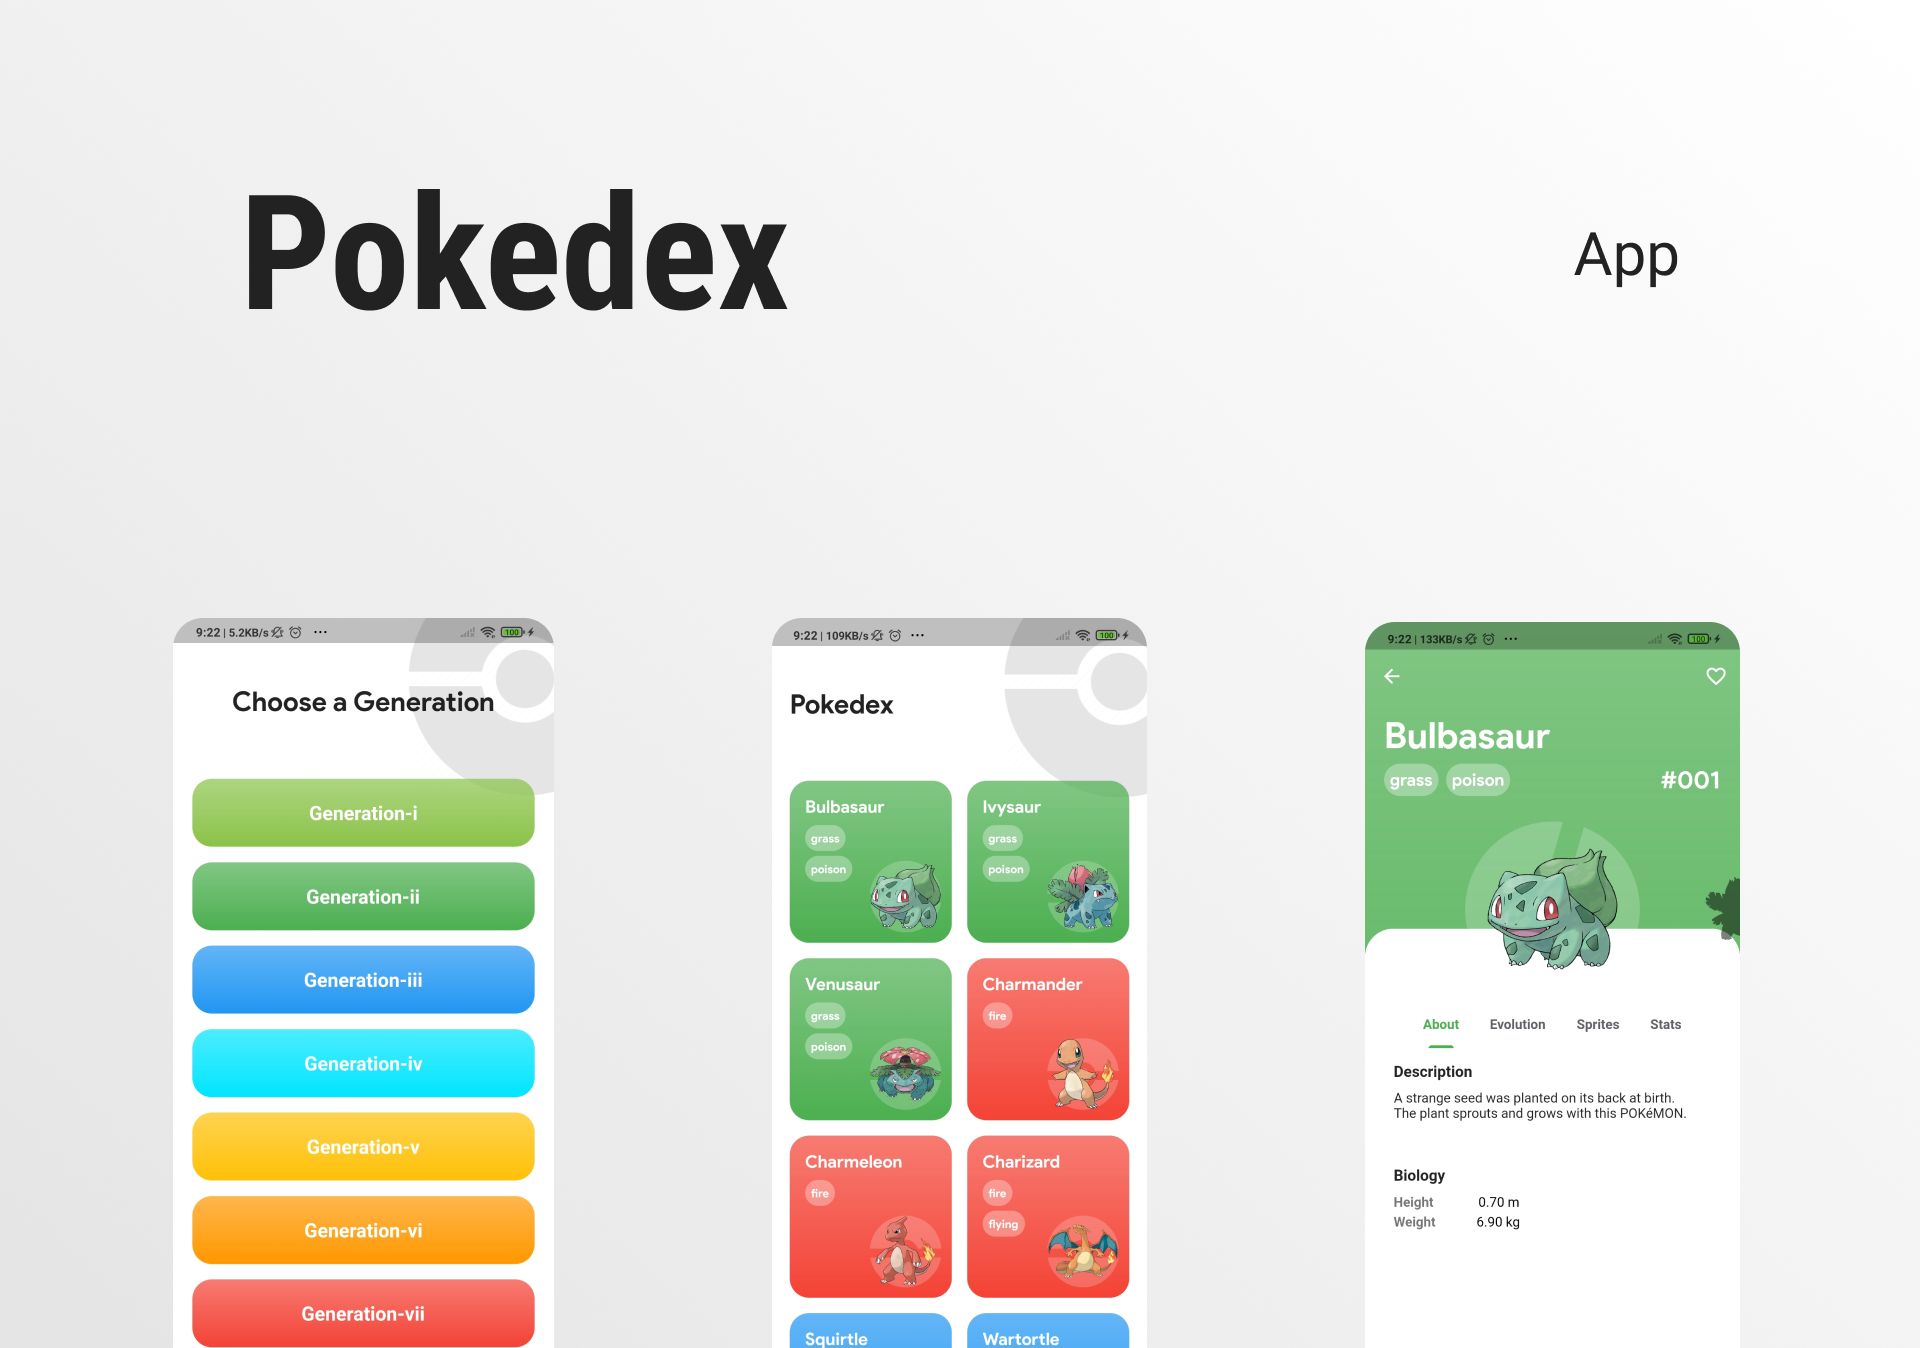 Pokedex
App
9:22 | 5.2KB/s
100
Choose a Generation
Generation-i
Generation-ii
Generation-iii
Generation-iv
Generation-v
Generation-vi
Generation-vii
9:22 | 109KB/s
100
Pokedex
Bulbasaur
grass
poison
Ivysaur
grass
poison
Venusaur
grass
poison
Charmander
fire
Charmeleon
fire
Charizard
fire
flying
Squirtle
Wartortle
9:22 | 133KB/s
100
Bulbasaur
grass poison #001
About Evolution Sprites Stats
Description
A strange seed was planted on its back at birth.
The plant sprouts and grows with this POKéMON.
Biology
Height 0.70 m
Weight 6.90 kg